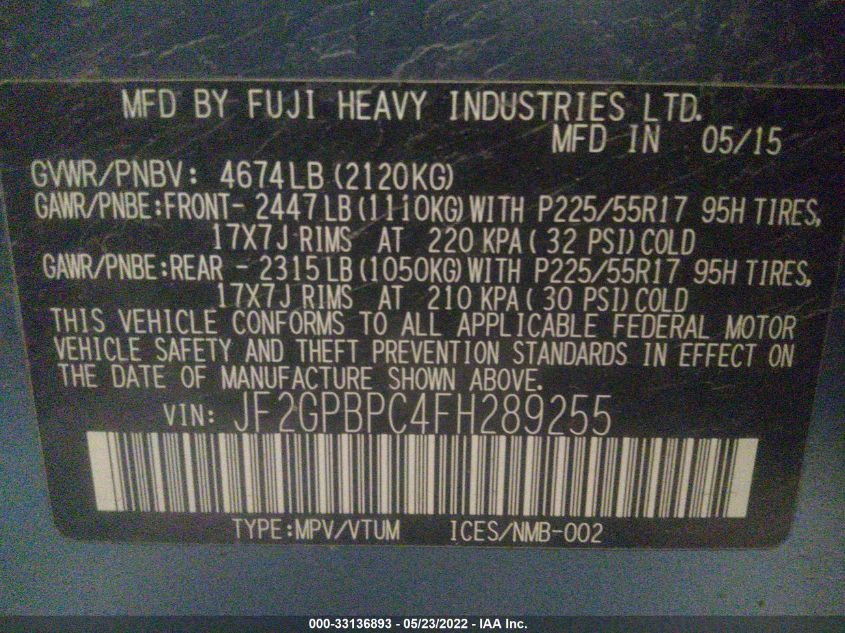 MFD BY FUJI HEAVY INDUSTRIES LTD.
MFD IN 05/15
GVWR/PNBV: 4674LB (2120KG)
GAWR/PNBE:FRONT- 2447LB (1110KG) WITH P225/55R17 95H TIRES,
17X7J RIMS AT 220 KPA ( 32 PSI) COLD
GAWR/PNBE:REAR - 2315LB (1050KG) WITH P225/55R17 95H TIRES,
17X7J RIMS AT 210 KPA ( 30 PSI) COLD
THIS VEHICLE CONFORMS TO ALL APPLICABLE FEDERAL MOTOR
VEHICLE SAFETY AND THEFT PREVENTION STANDARDS IN EFFECT ON
THE DATE OF MANUFACTURE SHOWN ABOVE.
VIN: JF2GPBPC4FH289255
TYPE:MPV/VTUM ICES/NMB-002
000-33136893 - 05/23/2022 - IAA Inc.